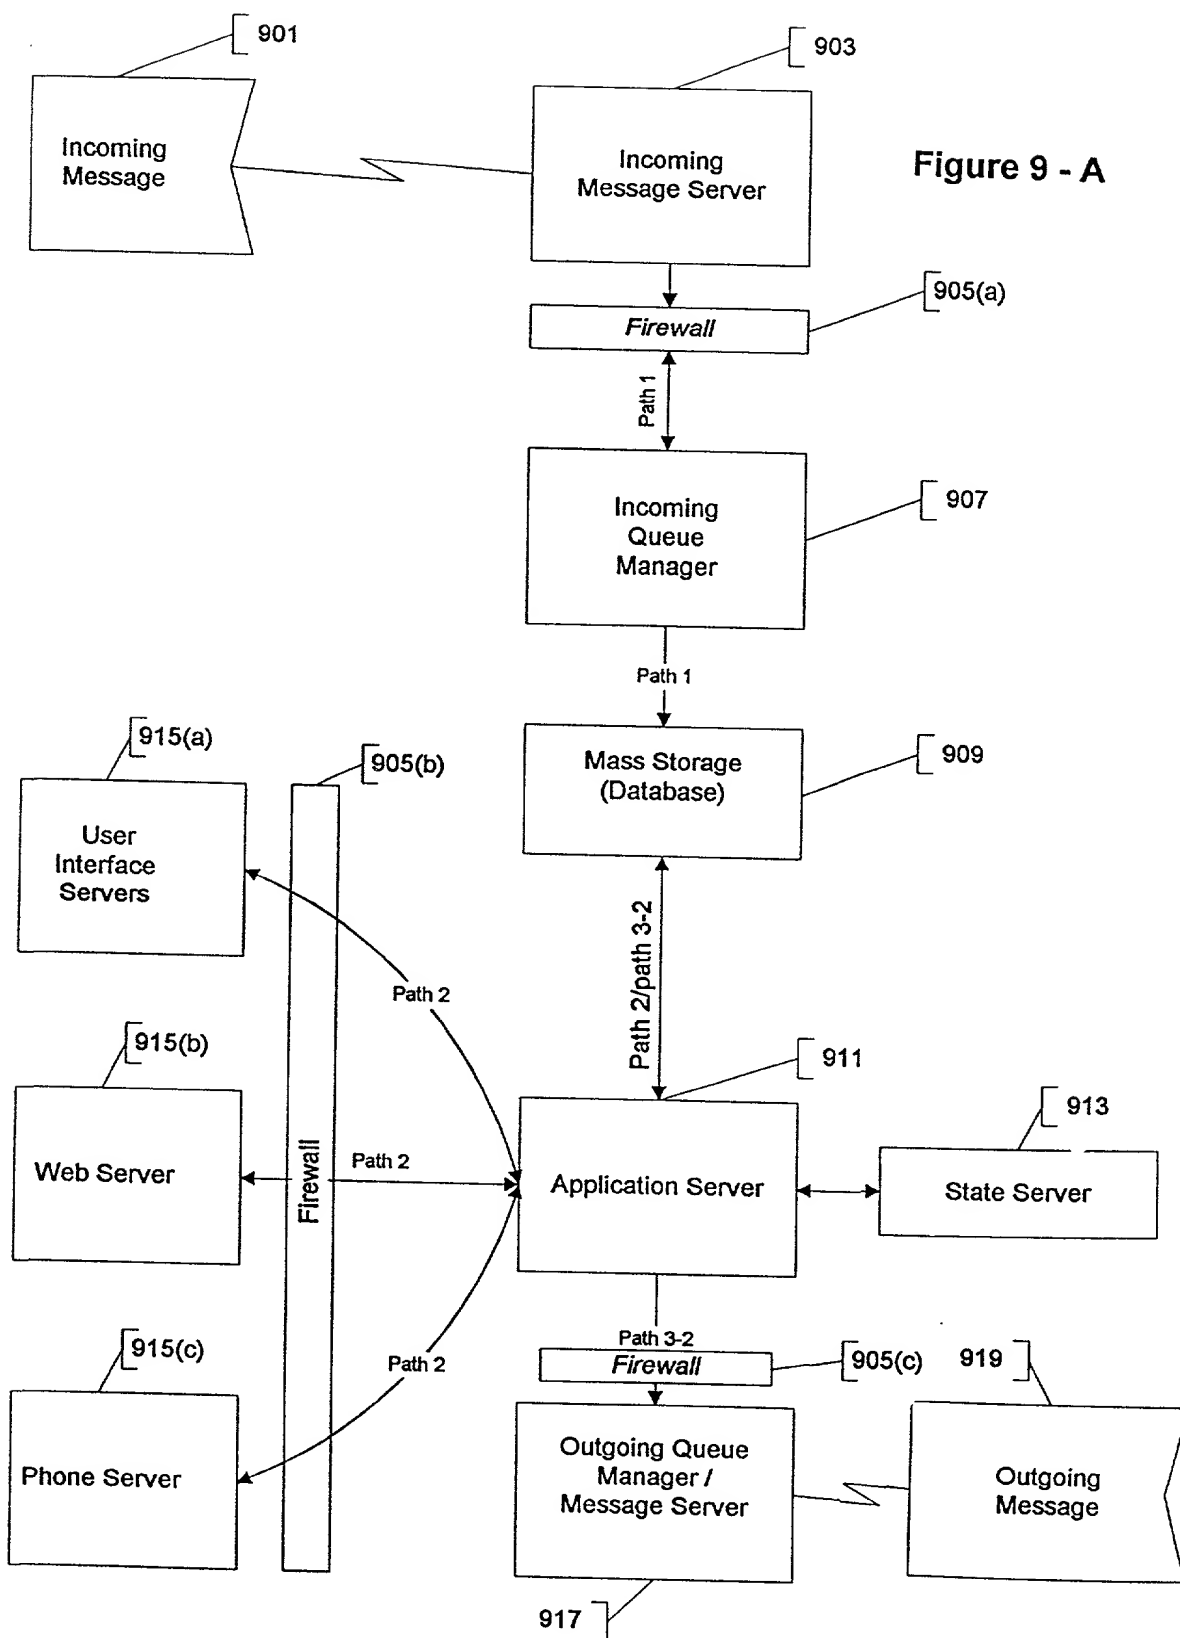 901
903
Incoming
Message
Incoming
Message Server
Figure 9 - A
905(a)
Firewall
Path 1
907
Incoming
Queue
Manager
Path 1
915(a)
905(b)
909
Mass Storage
(Database)
User
Interface
Servers
Path 2/path 3-2
Path 2
915(b)
911
913
Web Server
Firewall
Path 2
Application Server
State Server
915(c)
Path 2
Path 3-2
Firewall
905(c)
919
Phone Server
Outgoing Queue
Manager /
Message Server
Outgoing
Message
917